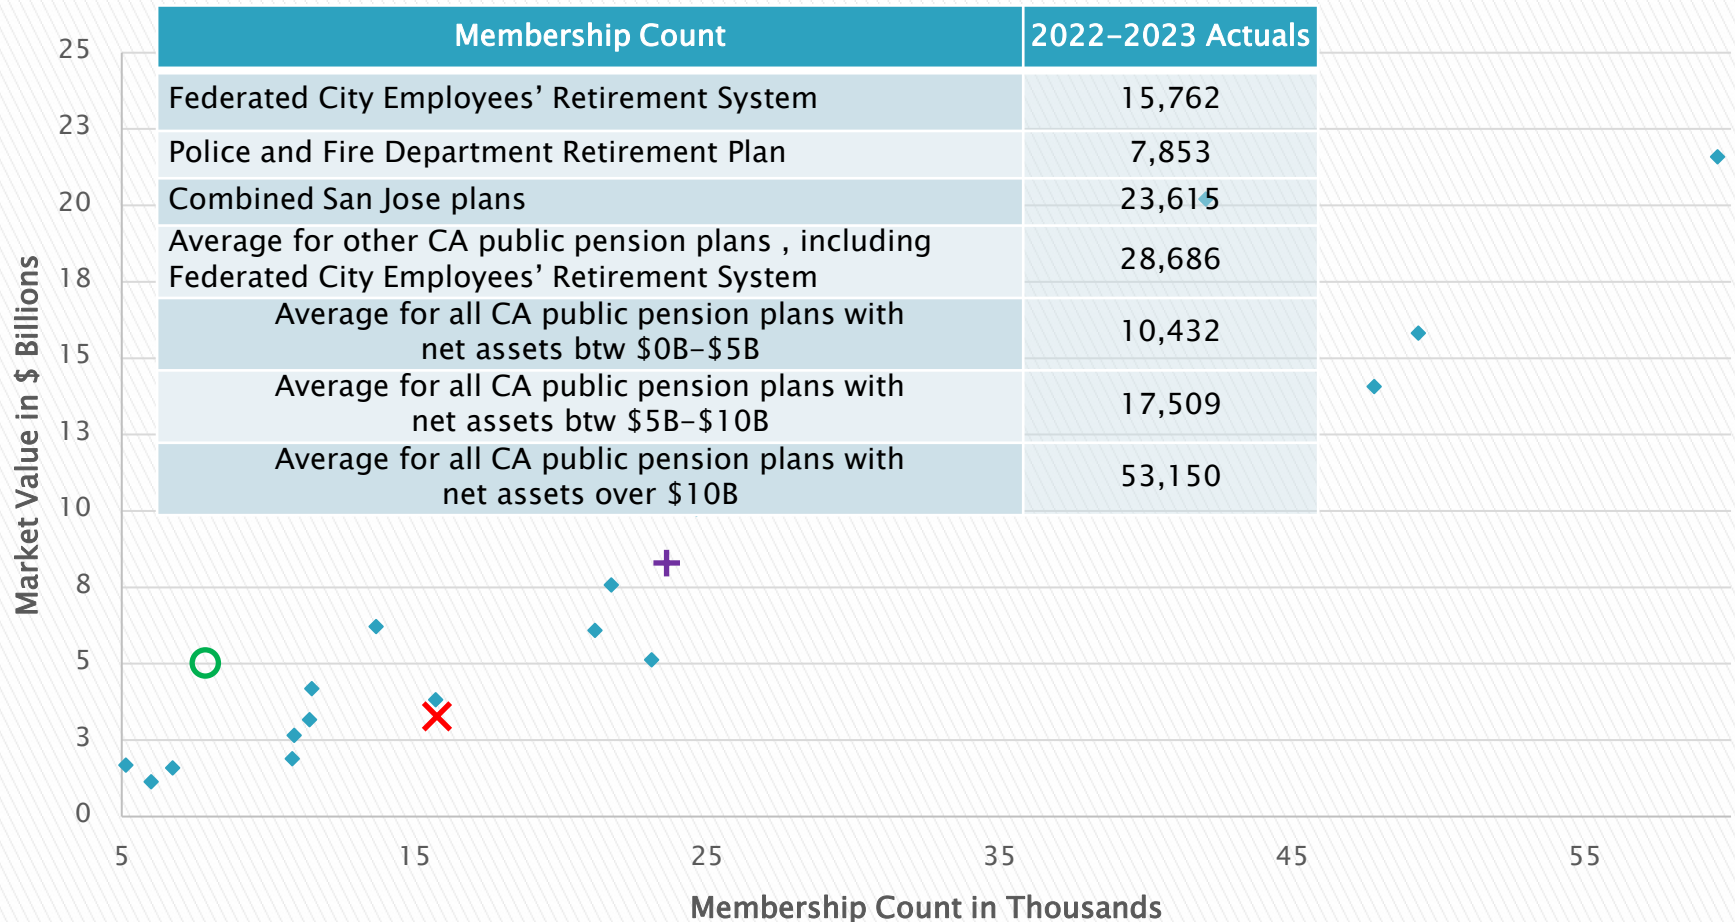 Membership Count
2022-2023 Actuals
Federated City Employees' Retirement System
15,762
Police and Fire Department Retirement Plan
7,853
Combined San Jose plans
23,615
Average for other CA public pension plans , including
Federated City Employees' Retirement System
28,686
Average for all CA public pension plans with
net assets btw $0B-$5B
10,432
Average for all CA public pension plans with
net assets btw $5B-$10B
17,509
Average for all CA public pension plans with
net assets over $10B
53,150
Market Value in $ Billions
25
23
20
18
15
13
10
8
5
3
0
5
15
25
35
45
55
Membership Count in Thousands